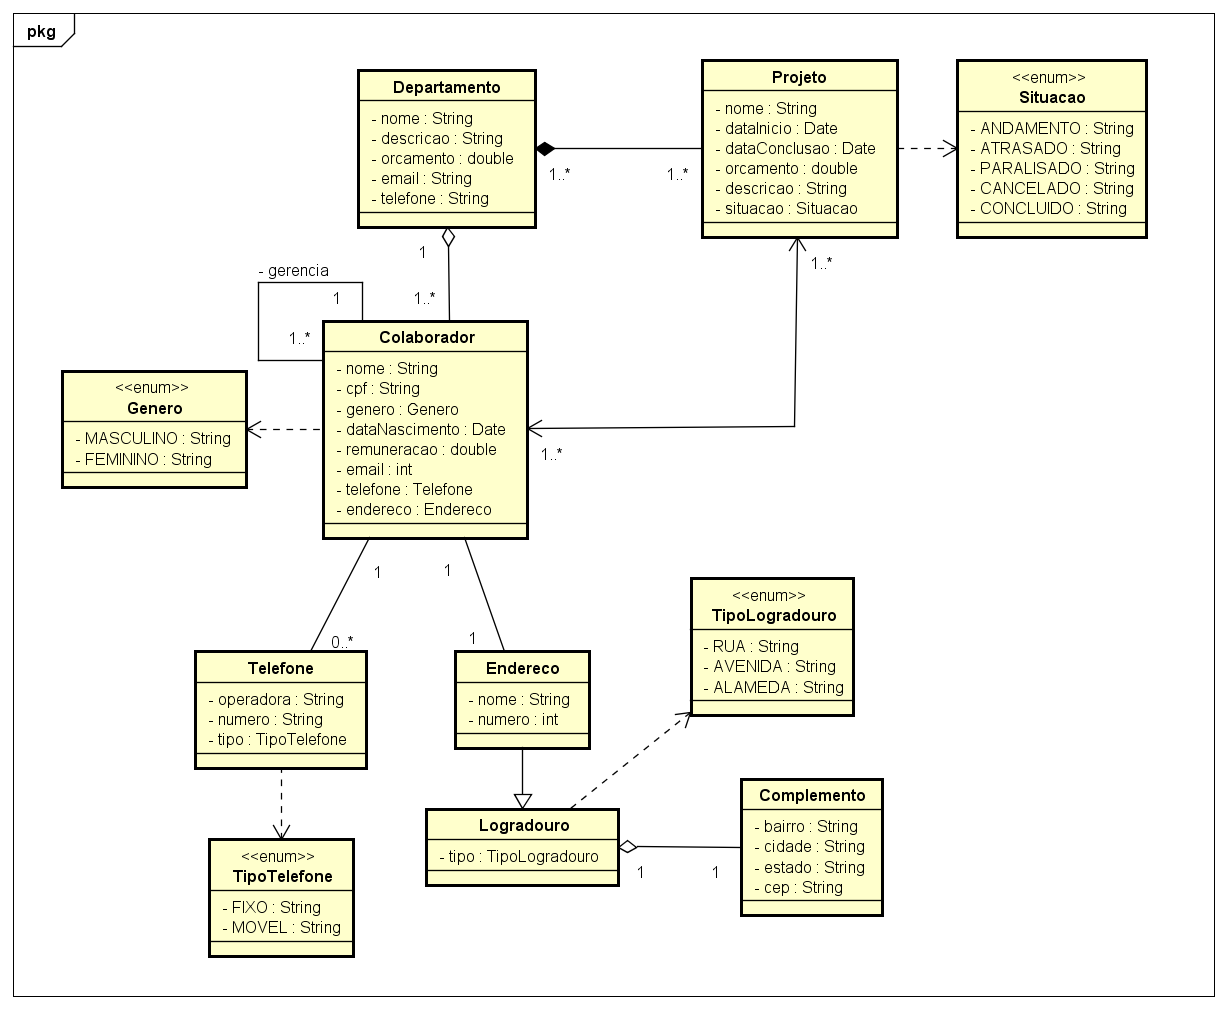 pkg
Departamento
- nome : String
- descricao : String
- orcamento : double
- email : String
- telefone : String
1..*
1..*
Projeto
- nome : String
- dataInicio : Date
- dataConclusao : Date
- orcamento : double
- descricao : String
- situacao : Situacao
<<enum>>
Situacao
- ANDAMENTO : String
- ATRASADO : String
- PARALISADO : String
- CANCELADO : String
- CONCLUIDO : String
1
1..*
1..*
- gerencia
1
1..*
Colaborador
- nome : String
- cpf : String
- genero : Genero
- dataNascimento : Date
- remuneracao : double
- email : int
- telefone : Telefone
- endereco : Endereco
1..*
<<enum>>
Genero
- MASCULINO : String
- FEMININO : String
1
1
0..*
1
Telefone
- operadora : String
- numero : String
- tipo : TipoTelefone
Endereco
- nome : String
- numero : int
<<enum>>
TipoLogradouro
- RUA : String
- AVENIDA : String
- ALAMEDA : String
<<enum>>
TipoTelefone
- FIXO : String
- MOVEL : String
Logradouro
- tipo : TipoLogradouro
1
1
Complemento
- bairro : String
- cidade : String
- estado : String
- cep : String